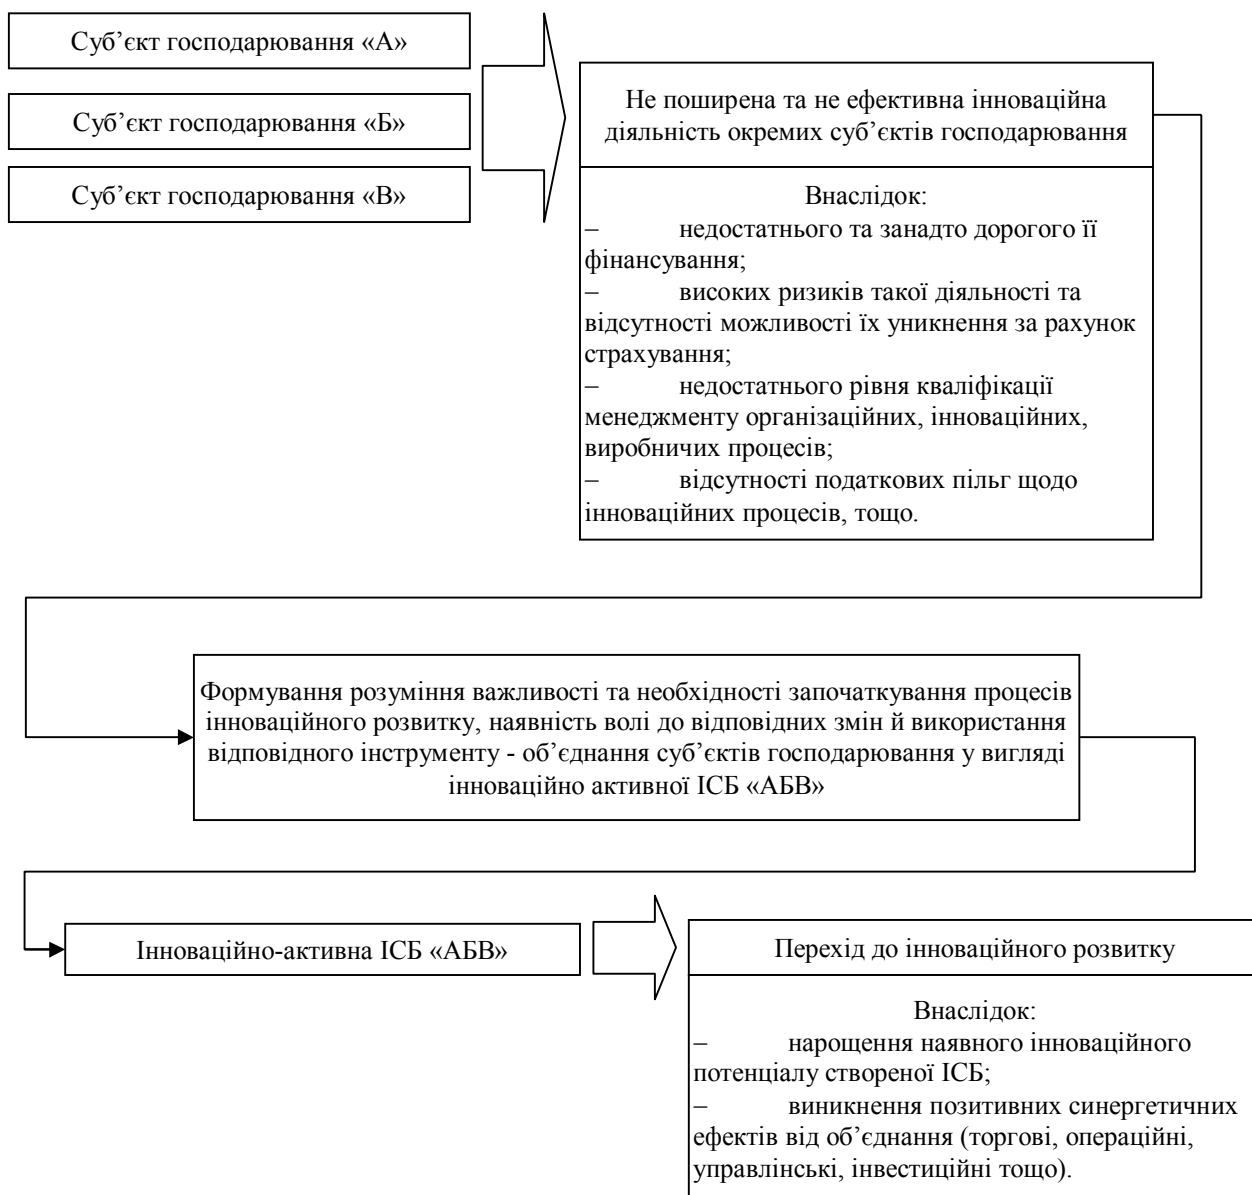 Суб’єкт господарювання «А»
Суб’єкт господарювання «Б»
Суб’єкт господарювання «В»
Не поширена та не ефективна інноваційна
діяльність окремих суб’єктів господарювання
Внаслідок:
– недостатнього та занадто дорогого її
фінансування;
– високих ризиків такої діяльності та
відсутності можливості їх уникнення за рахунок
страхування;
– недостатнього рівня кваліфікації
менеджменту організаційних, інноваційних,
виробничих процесів;
– відсутності податкових пільг щодо
інноваційних процесів, тощо.
Формування розуміння важливості та необхідності започаткування процесів
інноваційного розвитку, наявність волі до відповідних змін й використання
відповідного інструменту - об’єднання суб’єктів господарювання у вигляді
інноваційно активної ІСБ «АБВ»
Інноваційно-активна ІСБ «АБВ»
Перехід до інноваційного розвитку
Внаслідок:
– нарощення наявного інноваційного
потенціалу створеної ІСБ;
– виникнення позитивних синергетичних
ефектів від об’єднання (торгові, операційні,
управлінські, інвестиційні тощо).